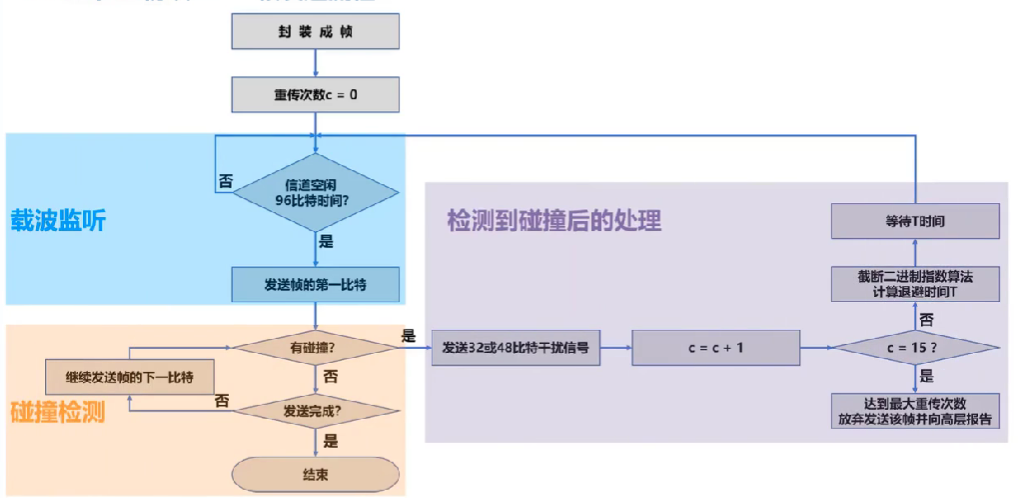 封 装 成 帧
重传次数c = 0
否
信道空闲
96比特时间?
载波监听
是
发送帧的第一比特
检测到碰撞后的处理
等待T时间
截断二进制指数算法
计算退避时间T
否
有碰撞?
是
发送32或48比特干扰信号
c = c + 1
c = 15 ?
继续发送帧的下一比特
否
是
碰撞检测
否
发送完成?
达到最大重传次数
放弃发送该帧并向高层报告
是
结束